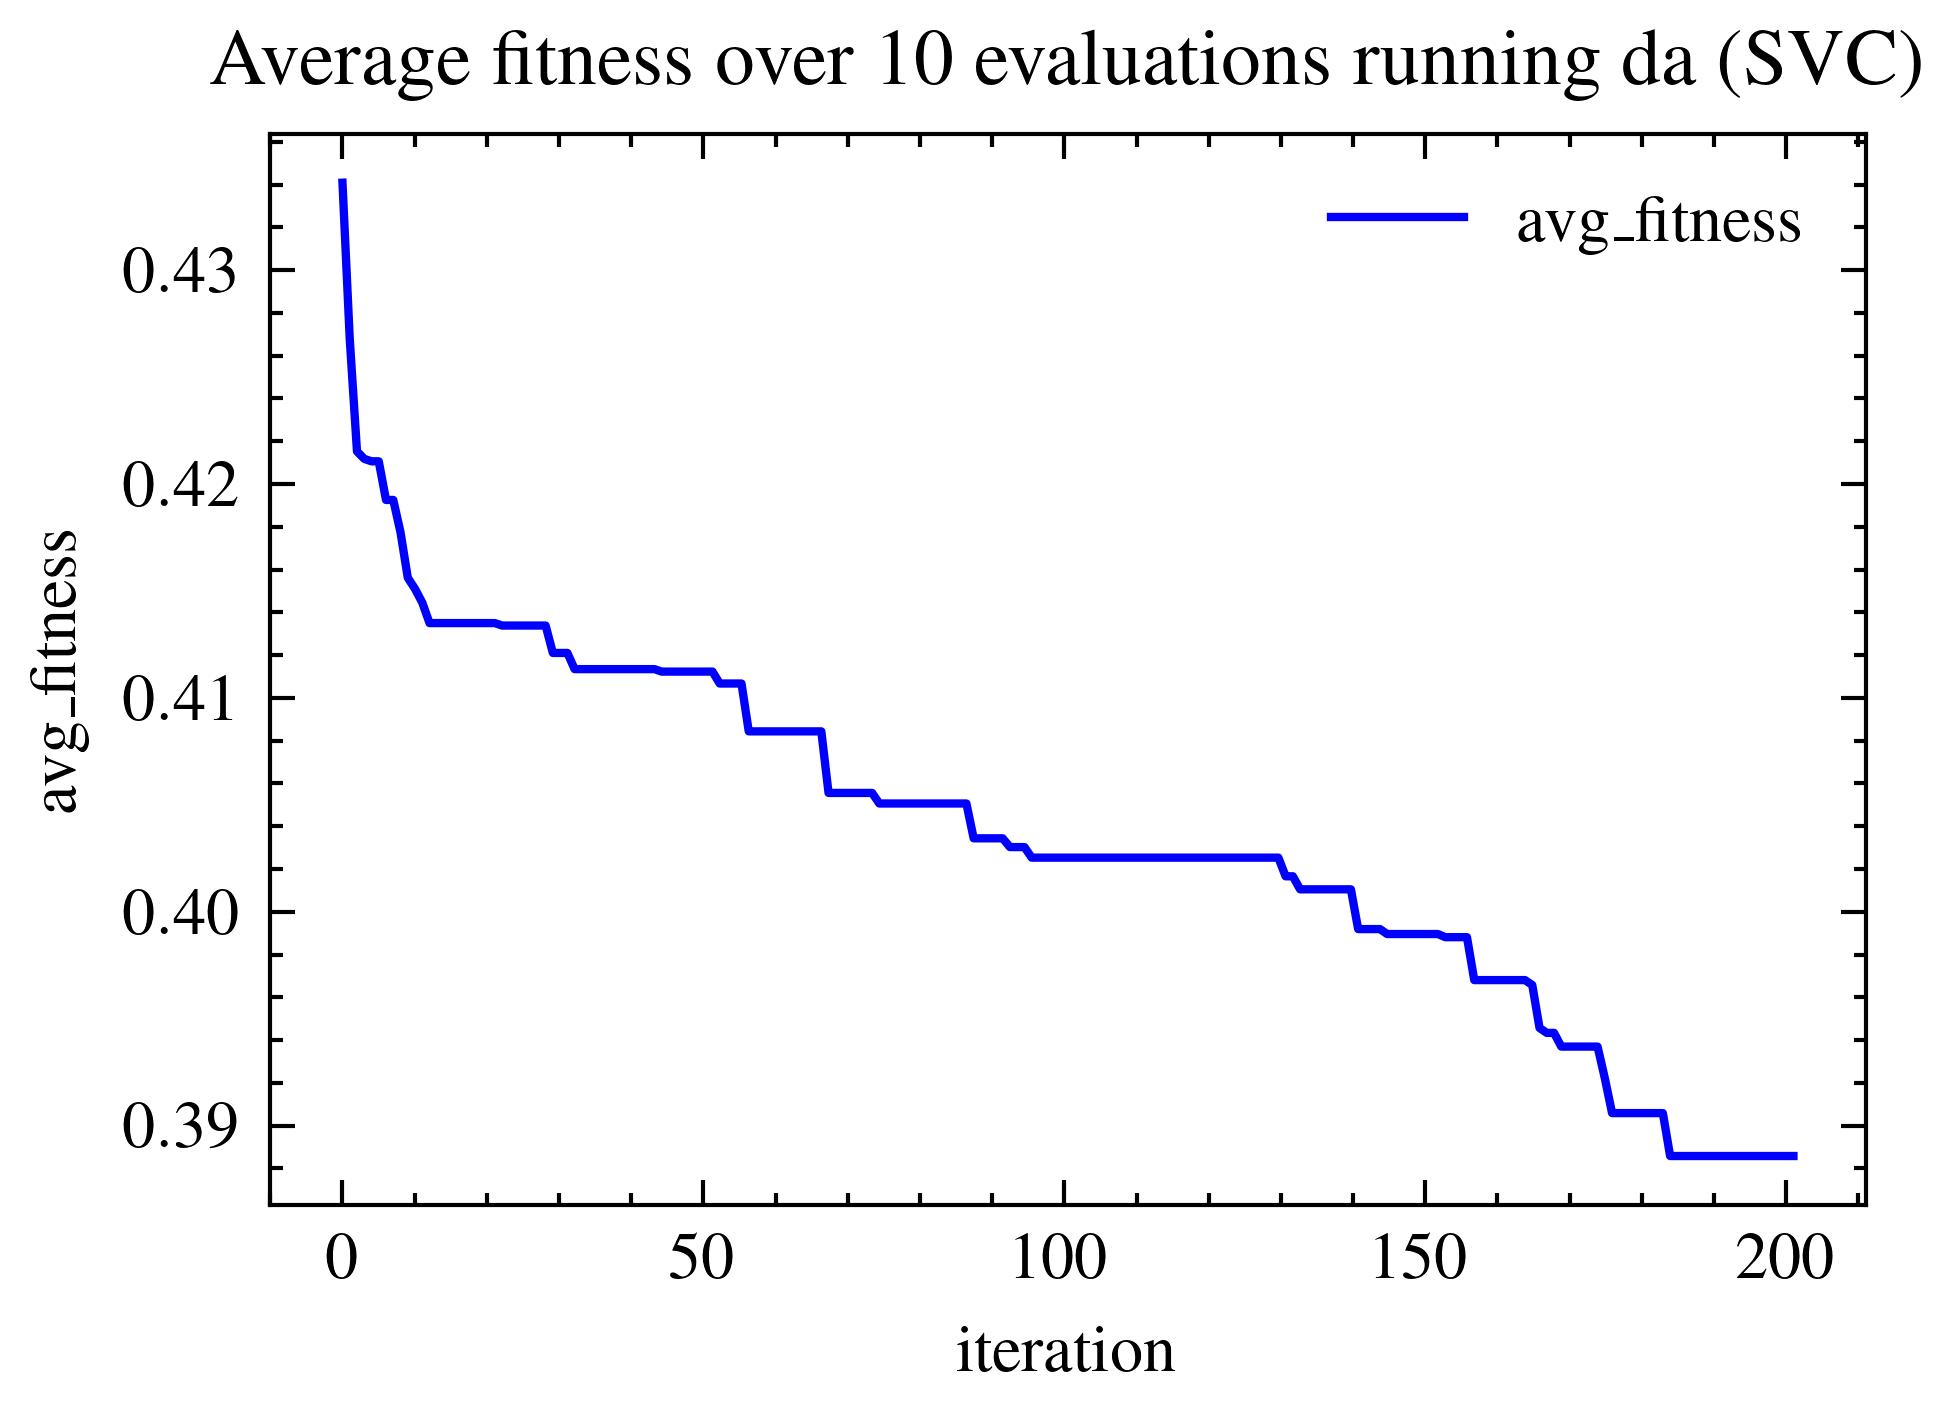 Average fitness over 10 evaluations running da (SVC)
avg_fitness
0.43
0.42
0.41
0.40
0.39
avg_fitness
0 50 100 150 200
iteration